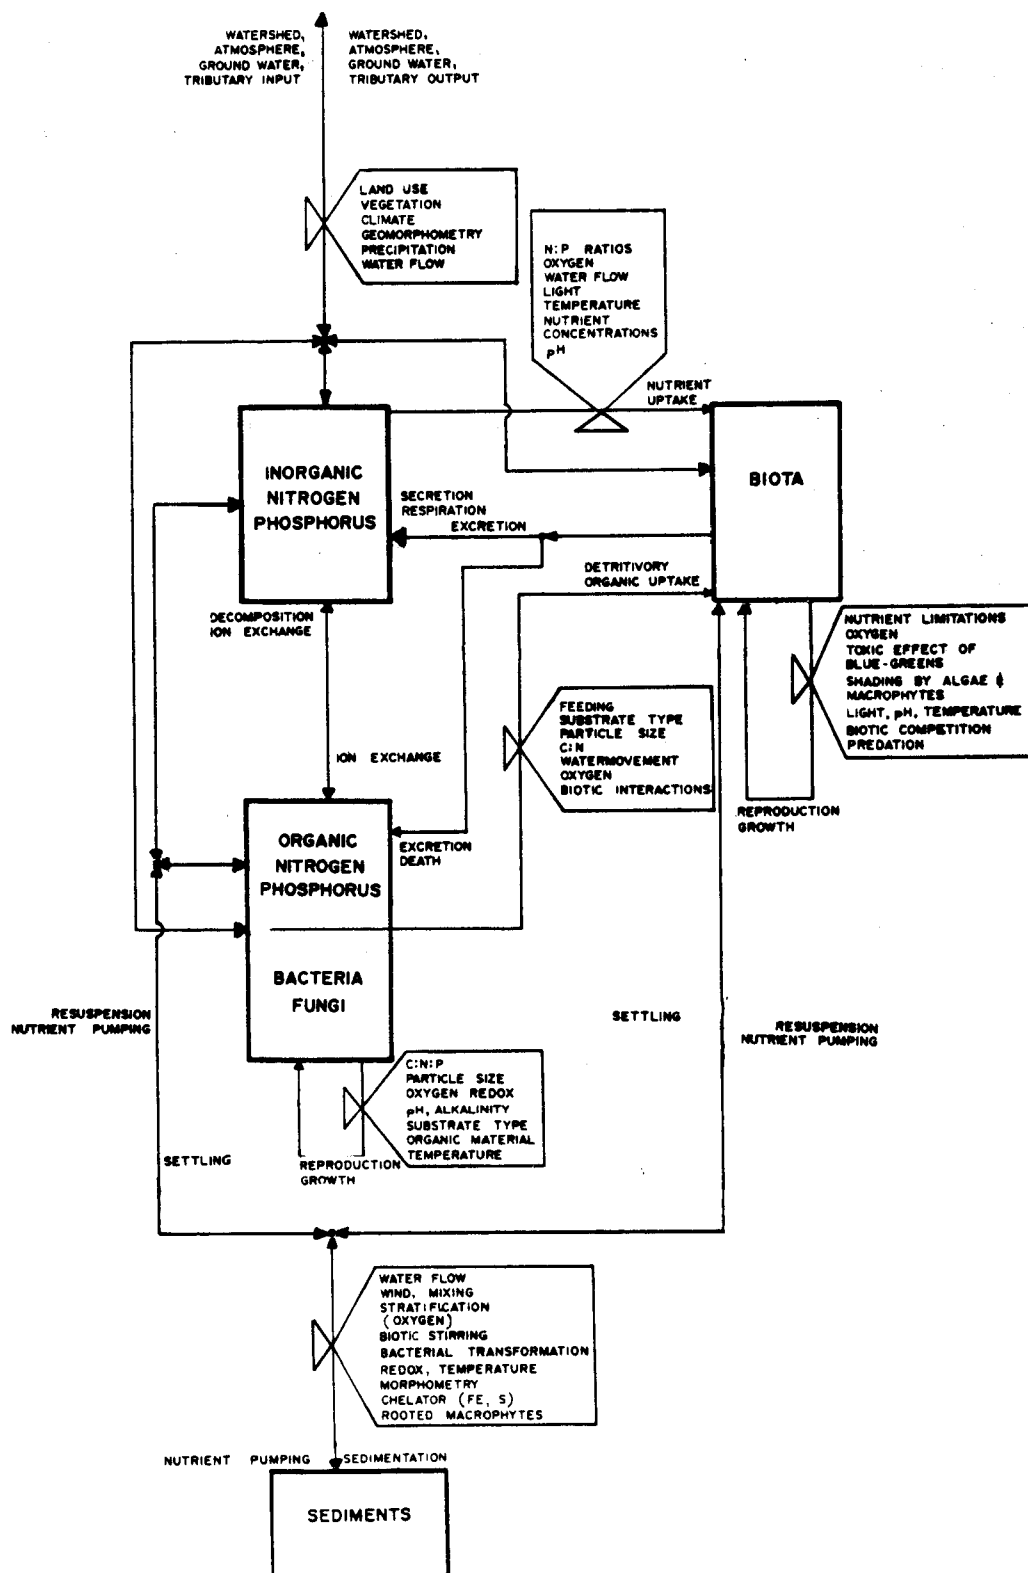 WATERSHED,
ATMOSPHERE,
GROUND WATER,
TRIBUTARY INPUT
WATERSHED,
ATMOSPHERE,
GROUND WATER,
TRIBUTARY OUTPUT
LAND USE
VEGETATION
CLIMATE
GEOMORPHOMETRY
PRECIPITATION
WATER FLOW
N:P RATIOS
OXYGEN
WATER FLOW
LIGHT
TEMPERATURE
NUTRIENT
CONCENTRATIONS
pH
NUTRIENT
UPTAKE
INORGANIC
NITROGEN
PHOSPHORUS
BIOTA
SECRETION
RESPIRATION
EXCRETION
DETRITIVORY
ORGANIC UPTAKE
DECOMPOSITION
ION EXCHANGE
NUTRIENT LIMITATIONS
OXYGEN
TOXIC EFFECT OF
BLUE-GREENS
SHADING BY ALGAE &
MACROPHYTES
LIGHT, pH, TEMPERATURE
BIOTIC COMPETITION
PREDATION
FEEDING
SUBSTRATE TYPE
PARTICLE SIZE
C:N
WATERMOVEMENT
OXYGEN
BIOTIC INTERACTIONS
ION EXCHANGE
REPRODUCTION
GROWTH
ORGANIC
NITROGEN
PHOSPHORUS
EXCRETION
DEATH
BACTERIA
FUNGI
RESUSPENSION
NUTRIENT PUMPING
SETTLING
RESUSPENSION
NUTRIENT PUMPING
C:N:P
PARTICLE SIZE
OXYGEN REDOX
pH, ALKALINITY
SUBSTRATE TYPE
ORGANIC MATERIAL
TEMPERATURE
SETTLING
REPRODUCTION
GROWTH
WATER FLOW
WIND, MIXING
STRATIFICATION
(OXYGEN)
BIOTIC STIRRING
BACTERIAL TRANSFORMATION
REDOX, TEMPERATURE
MORPHOMETRY
CHELATOR (FE, S)
ROOTED MACROPHYTES
NUTRIENT PUMPING
SEDIMENTATION
SEDIMENTS